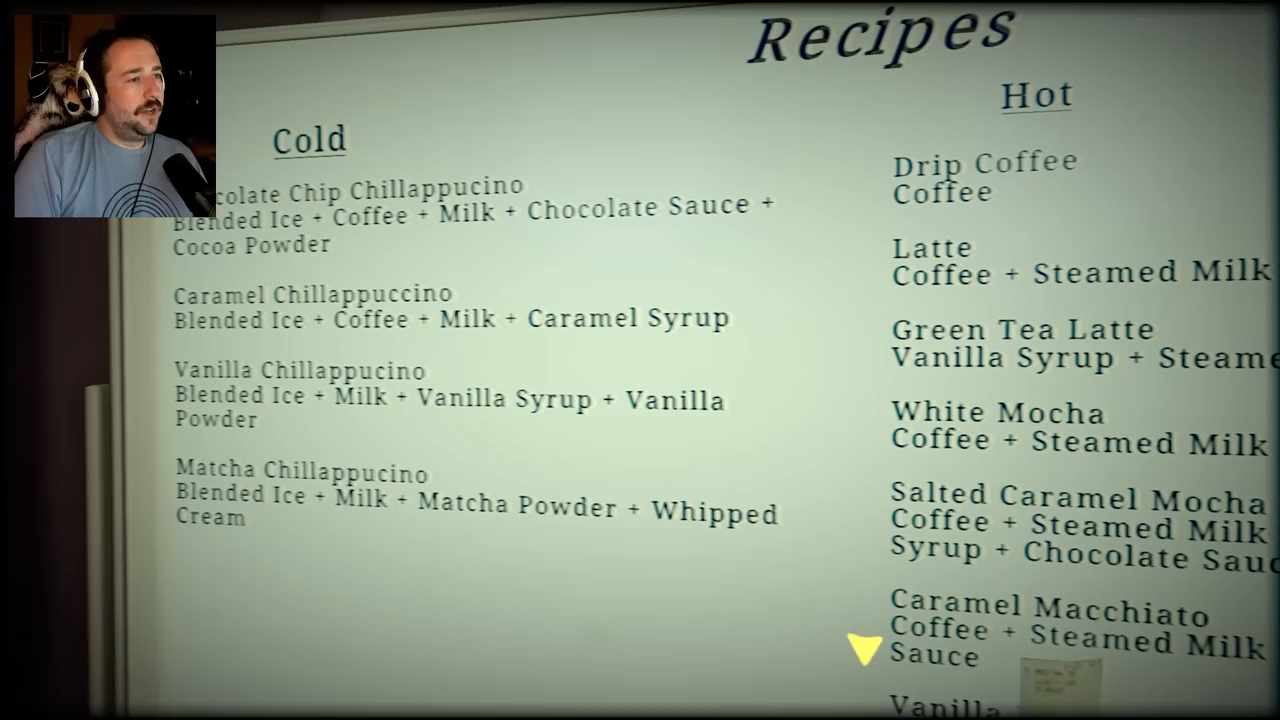 Recipes
Cold
colate Chip Chillappucino
Blended Ice + Coffee + Milk + Chocolate Sauce +
Cocoa Powder
Caramel Chillappuccino
Blended Ice + Coffee + Milk + Caramel Syrup
Vanilla Chillappucino
Blended Ice + Milk + Vanilla Syrup + Vanilla
Powder
Matcha Chillappucino
Blended Ice + Milk + Matcha Powder + Whipped
Cream
Hot
Drip Coffee
Coffee
Latte
Coffee + Steamed Milk
Green Tea Latte
Vanilla Syrup + Steame
White Mocha
Coffee + Steamed Milk
Salted Caramel Mocha
Coffee + Steamed Milk
Syrup + Chocolate Sauc
Caramel Macchiato
Coffee + Steamed Milk
Sauce
Vanilla